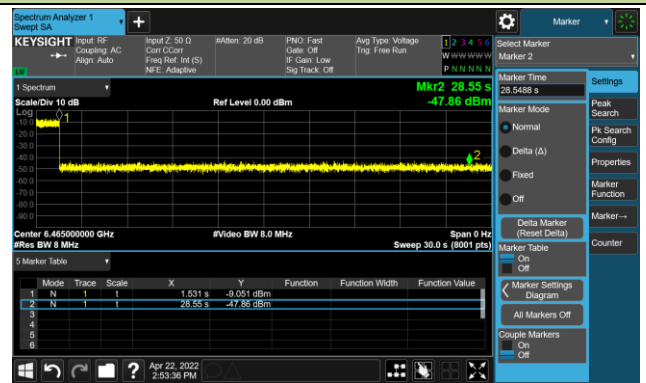 Spectrum Analyzer 1
Swept SA
Marker
KEYSIGHT
Input: RF
Coupling: AC
Align: Auto
Input Z: 50 Ω
Corr CCorr
Freq Ref: Int (S)
NFE: Adaptive
#Atten: 20 dB
PNO: Fast
Gate: Off
IF Gain: Low
Sig Track: Off
Avg Type: Voltage
Trig: Free Run
1 2 3 4 5 6
W W W W W W
P N N N N N
LXI
Select Marker
Marker 2
1 Spectrum
Mkr2 28.55 s
Scale/Div 10 dB
Ref Level 0.00 dBm
-47.86 dBm
Log
-10.0
-20.0
-30.0
-40.0
-50.0
-60.0
-70.0
-80.0
-90.0
1
2
Center 6.465000000 GHz
#Video BW 8.0 MHz
Span 0 Hz
#Res BW 8 MHz
Sweep 30.0 s (8001 pts)
5 Marker Table
Mode Trace Scale X Y Function Function Width Function Value
1 N 1 t 1.531 s -9.051 dBm
2 N 1 t 28.55 s -47.86 dBm
3
4
5
6
Marker Time
28.5488 s
Marker Mode
Normal
Delta (Δ)
Fixed
Off
Delta Marker
(Reset Delta)
Marker Table
On
Off
Marker Settings
Diagram
All Markers Off
Couple Markers
On
Off
Settings
Peak
Search
Pk Search
Config
Properties
Marker
Function
Marker→
Counter
?
Apr 22, 2022
2:53:36 PM